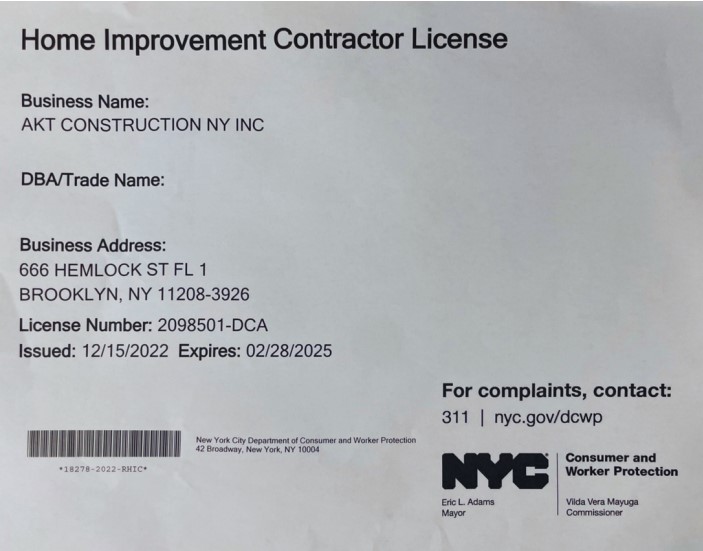 Home Improvement Contractor License
Business Name:
AKT CONSTRUCTION NY INC
DBA/Trade Name:
Business Address:
666 HEMLOCK ST FL 1
BROOKLYN, NY 11208-3926
License Number: 2098501-DCA
Issued: 12/15/2022 Expires: 02/28/2025
For complaints, contact:
311 | nyc.gov/dcwp
*18278-2022-RHIC*
New York City Department of Consumer and Worker Protection
42 Broadway, New York, NY 10004
NYC
Consumer and
Worker Protection
Eric L. Adams
Mayor
Vilda Vera Mayuga
Commissioner